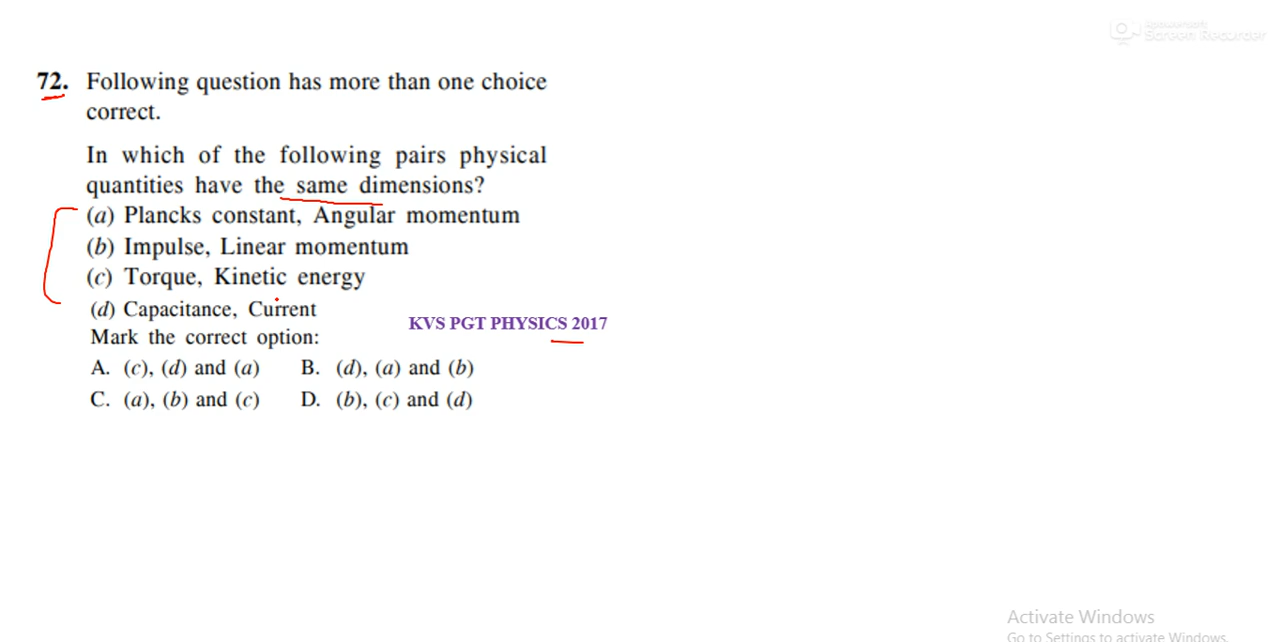 Apowersoft
Screen Recorder
72. Following question has more than one choice
correct.
In which of the following pairs physical
quantities have the same dimensions?
(a) Plancks constant, Angular momentum
(b) Impulse, Linear momentum
(c) Torque, Kinetic energy
(d) Capacitance, Current
KVS PGT PHYSICS 2017
Mark the correct option:
A. (c), (d) and (a) B. (d), (a) and (b)
C. (a), (b) and (c) D. (b), (c) and (d)
Activate Windows
Go to Settings to activate Windows.